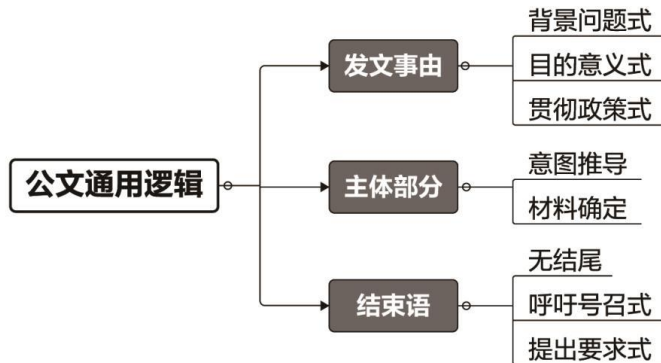 公文通用逻辑
发文事由
背景问题式
目的意义式
贯彻政策式
主体部分
意图推导
材料确定
结束语
无结尾
呼吁号召式
提出要求式